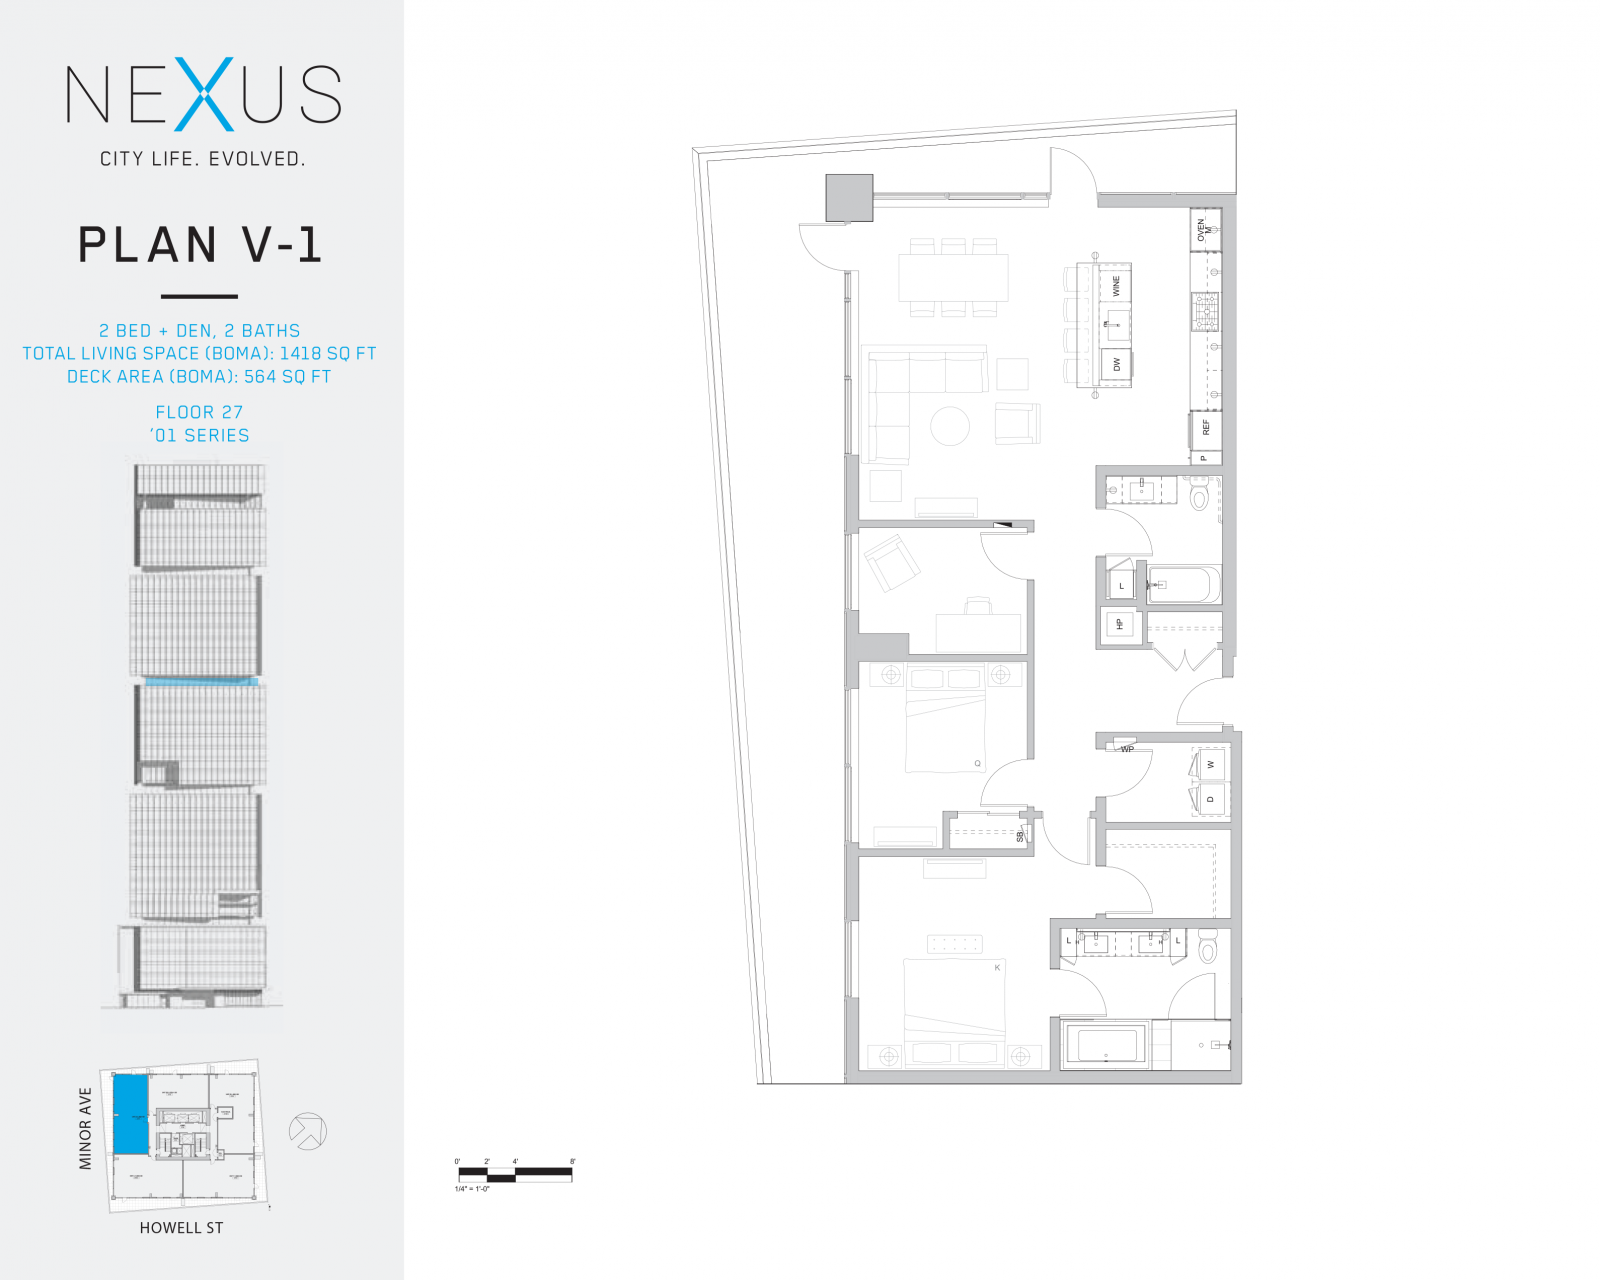 NEXUS
CITY LIFE. EVOLVED.
PLAN V-1
2 BED + DEN, 2 BATHS
TOTAL LIVING SPACE (BOMA): 1418 SQ FT
DECK AREA (BOMA): 564 SQ FT
FLOOR 27
‘01 SERIES
MINOR AVE
HOWELL ST
OVEN
M
WINE
DW
REF
P
L
HP
WP
W
D
Q
SB
L
H
H
L
K
0' 2' 4' 8'
1/4" = 1'-0"